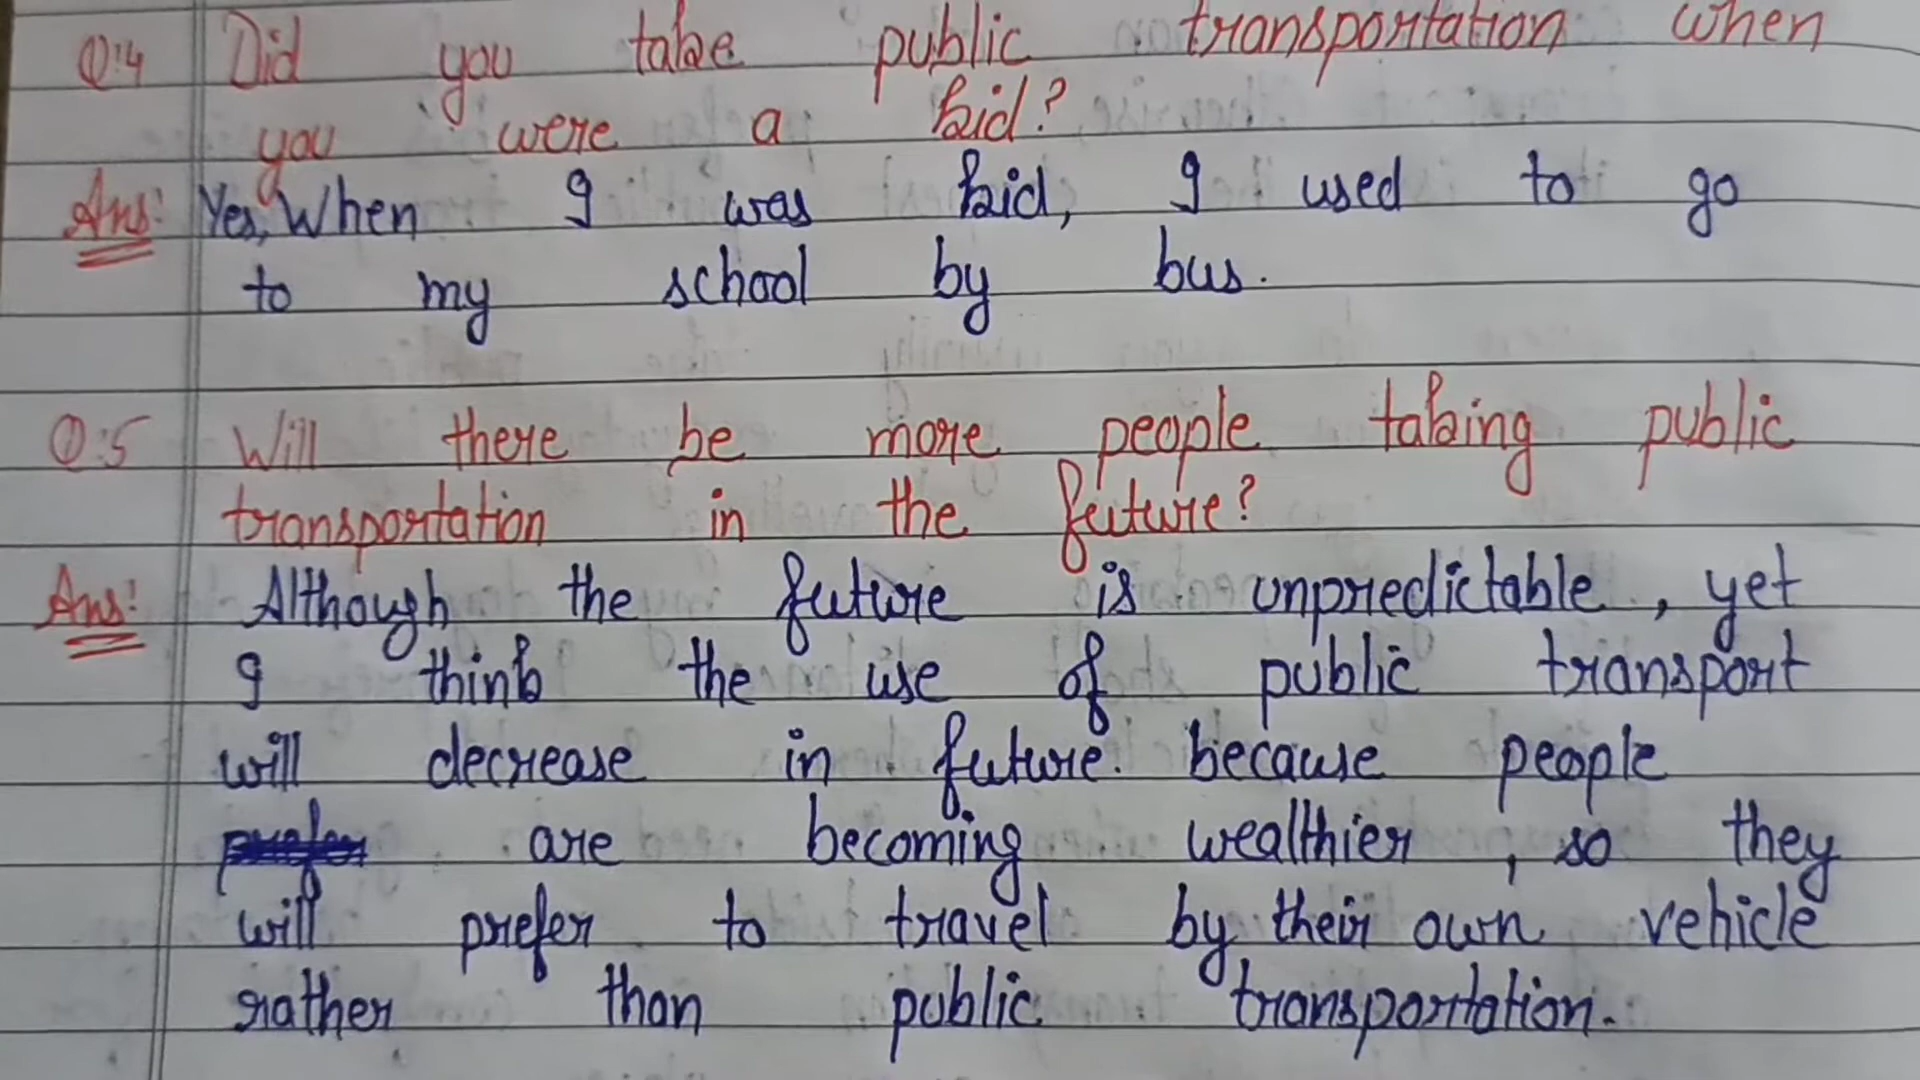 Q:4 Did you take public transportation when
you were a kid?
Ans: Yes, When I was kid, I used to go
to my school by bus.
Q:5 Will there be more people taking public
transportation in the future?
Ans: Although the future is unpredictable, yet
I think the use of public transport
will decrease in future. because people
are becoming wealthier, so they
will prefer to travel by their own vehicle
rather than public transportation.